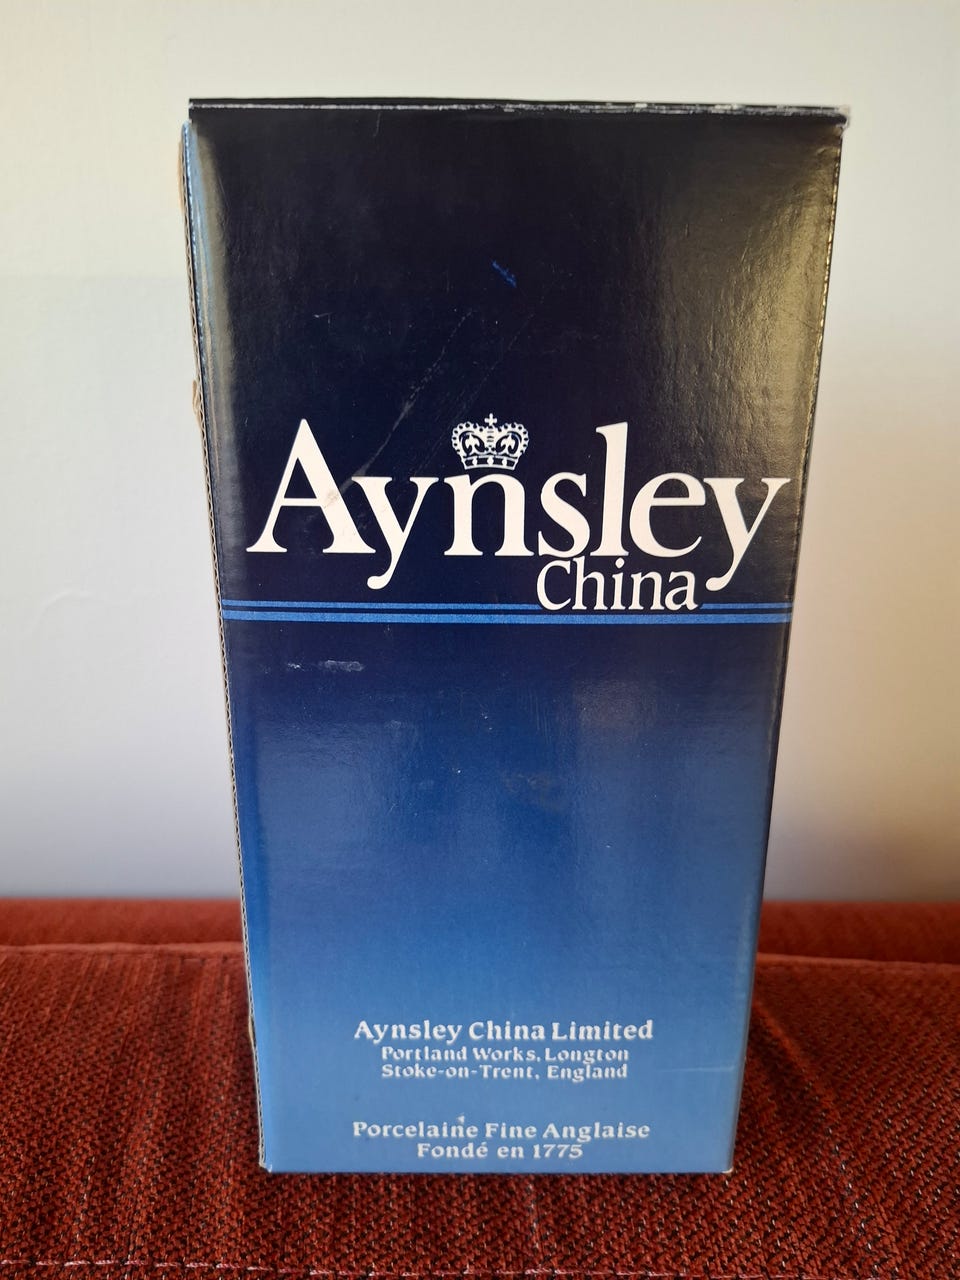 Aynsley
China
Aynsley China Limited
Portland Works, Longton
Stoke-on-Trent, England
Porcelaine Fine Anglaise
Fondé en 1775